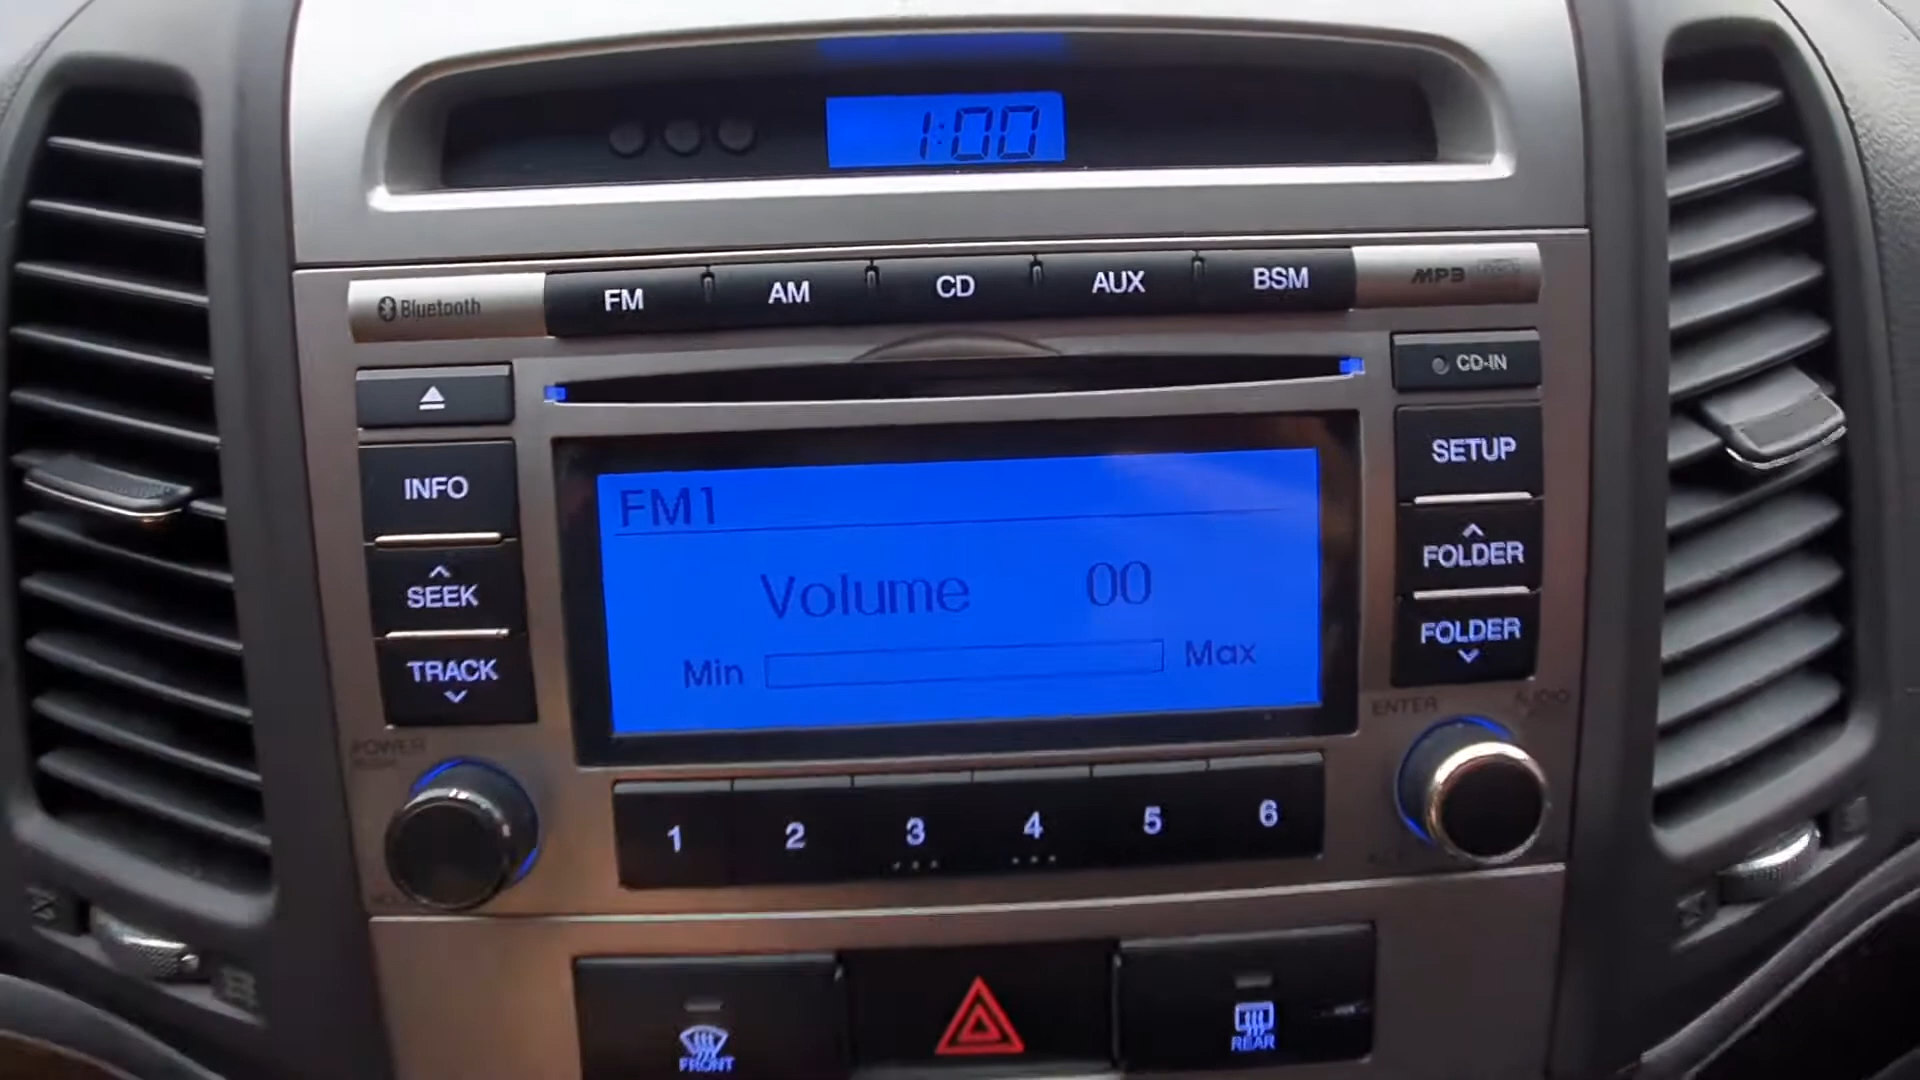 1:00
Bluetooth
FM
AM
CD
AUX
BSM
MP3
CD-IN
INFO
SEEK
TRACK
SETUP
FOLDER
FOLDER
FM1
Volume 00
Min
Max
POWER
ENTER
AUDIO
1
2
3
4
5
6
FRONT
REAR